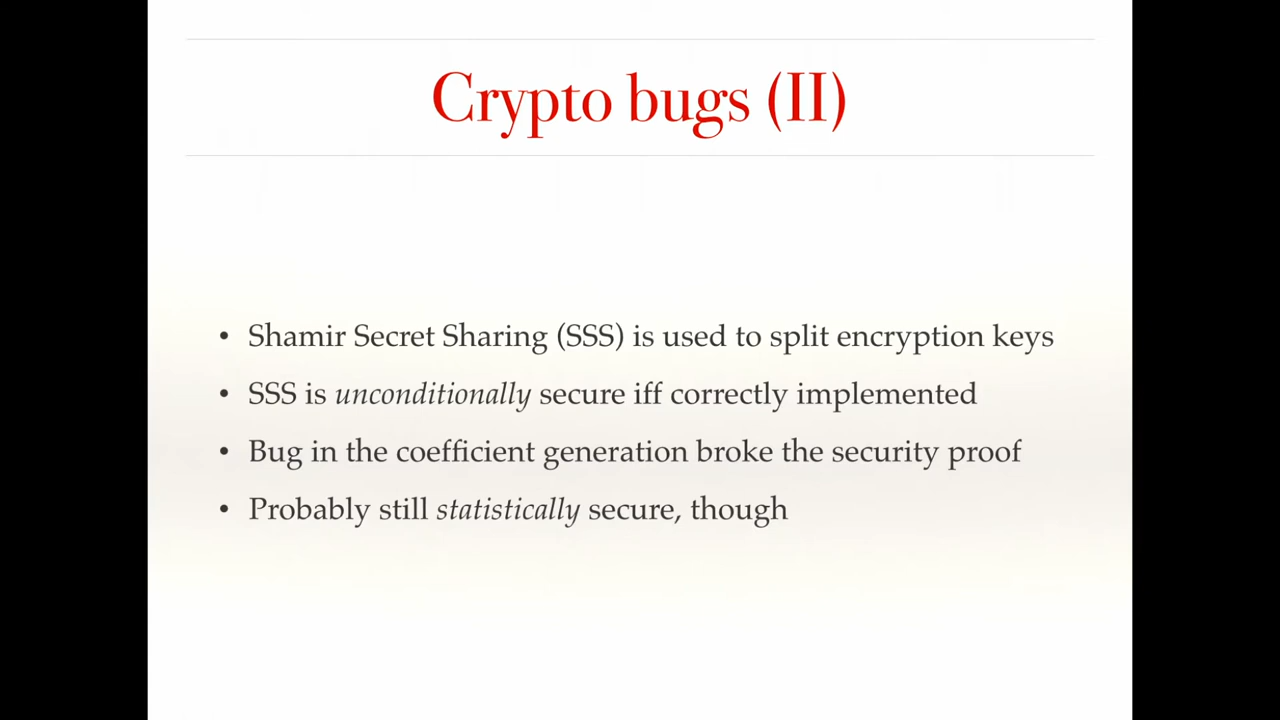 Crypto bugs (II)
• Shamir Secret Sharing (SSS) is used to split encryption keys
• SSS is unconditionally secure iff correctly implemented
• Bug in the coefficient generation broke the security proof
• Probably still statistically secure, though